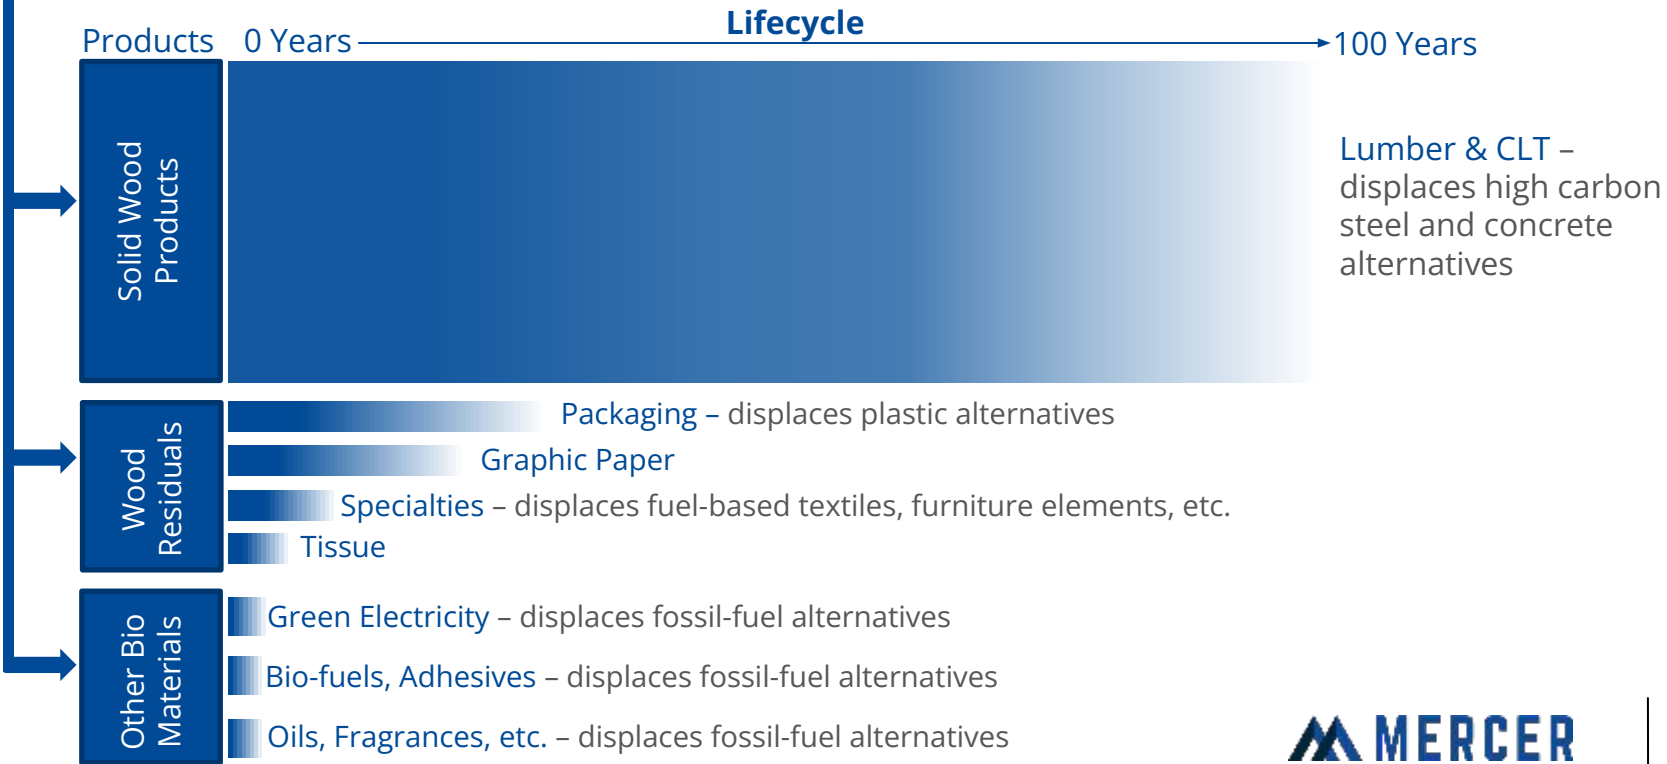 Lifecycle
Products 0 Years 100 Years
Solid Wood
Products
Lumber & CLT –
displaces high carbon
steel and concrete
alternatives
Wood
Residuals
Packaging – displaces plastic alternatives
Graphic Paper
Specialties – displaces fuel-based textiles, furniture elements, etc.
Tissue
Other Bio
Materials
Green Electricity – displaces fossil-fuel alternatives
Bio-fuels, Adhesives – displaces fossil-fuel alternatives
Oils, Fragrances, etc. – displaces fossil-fuel alternatives
MERCER